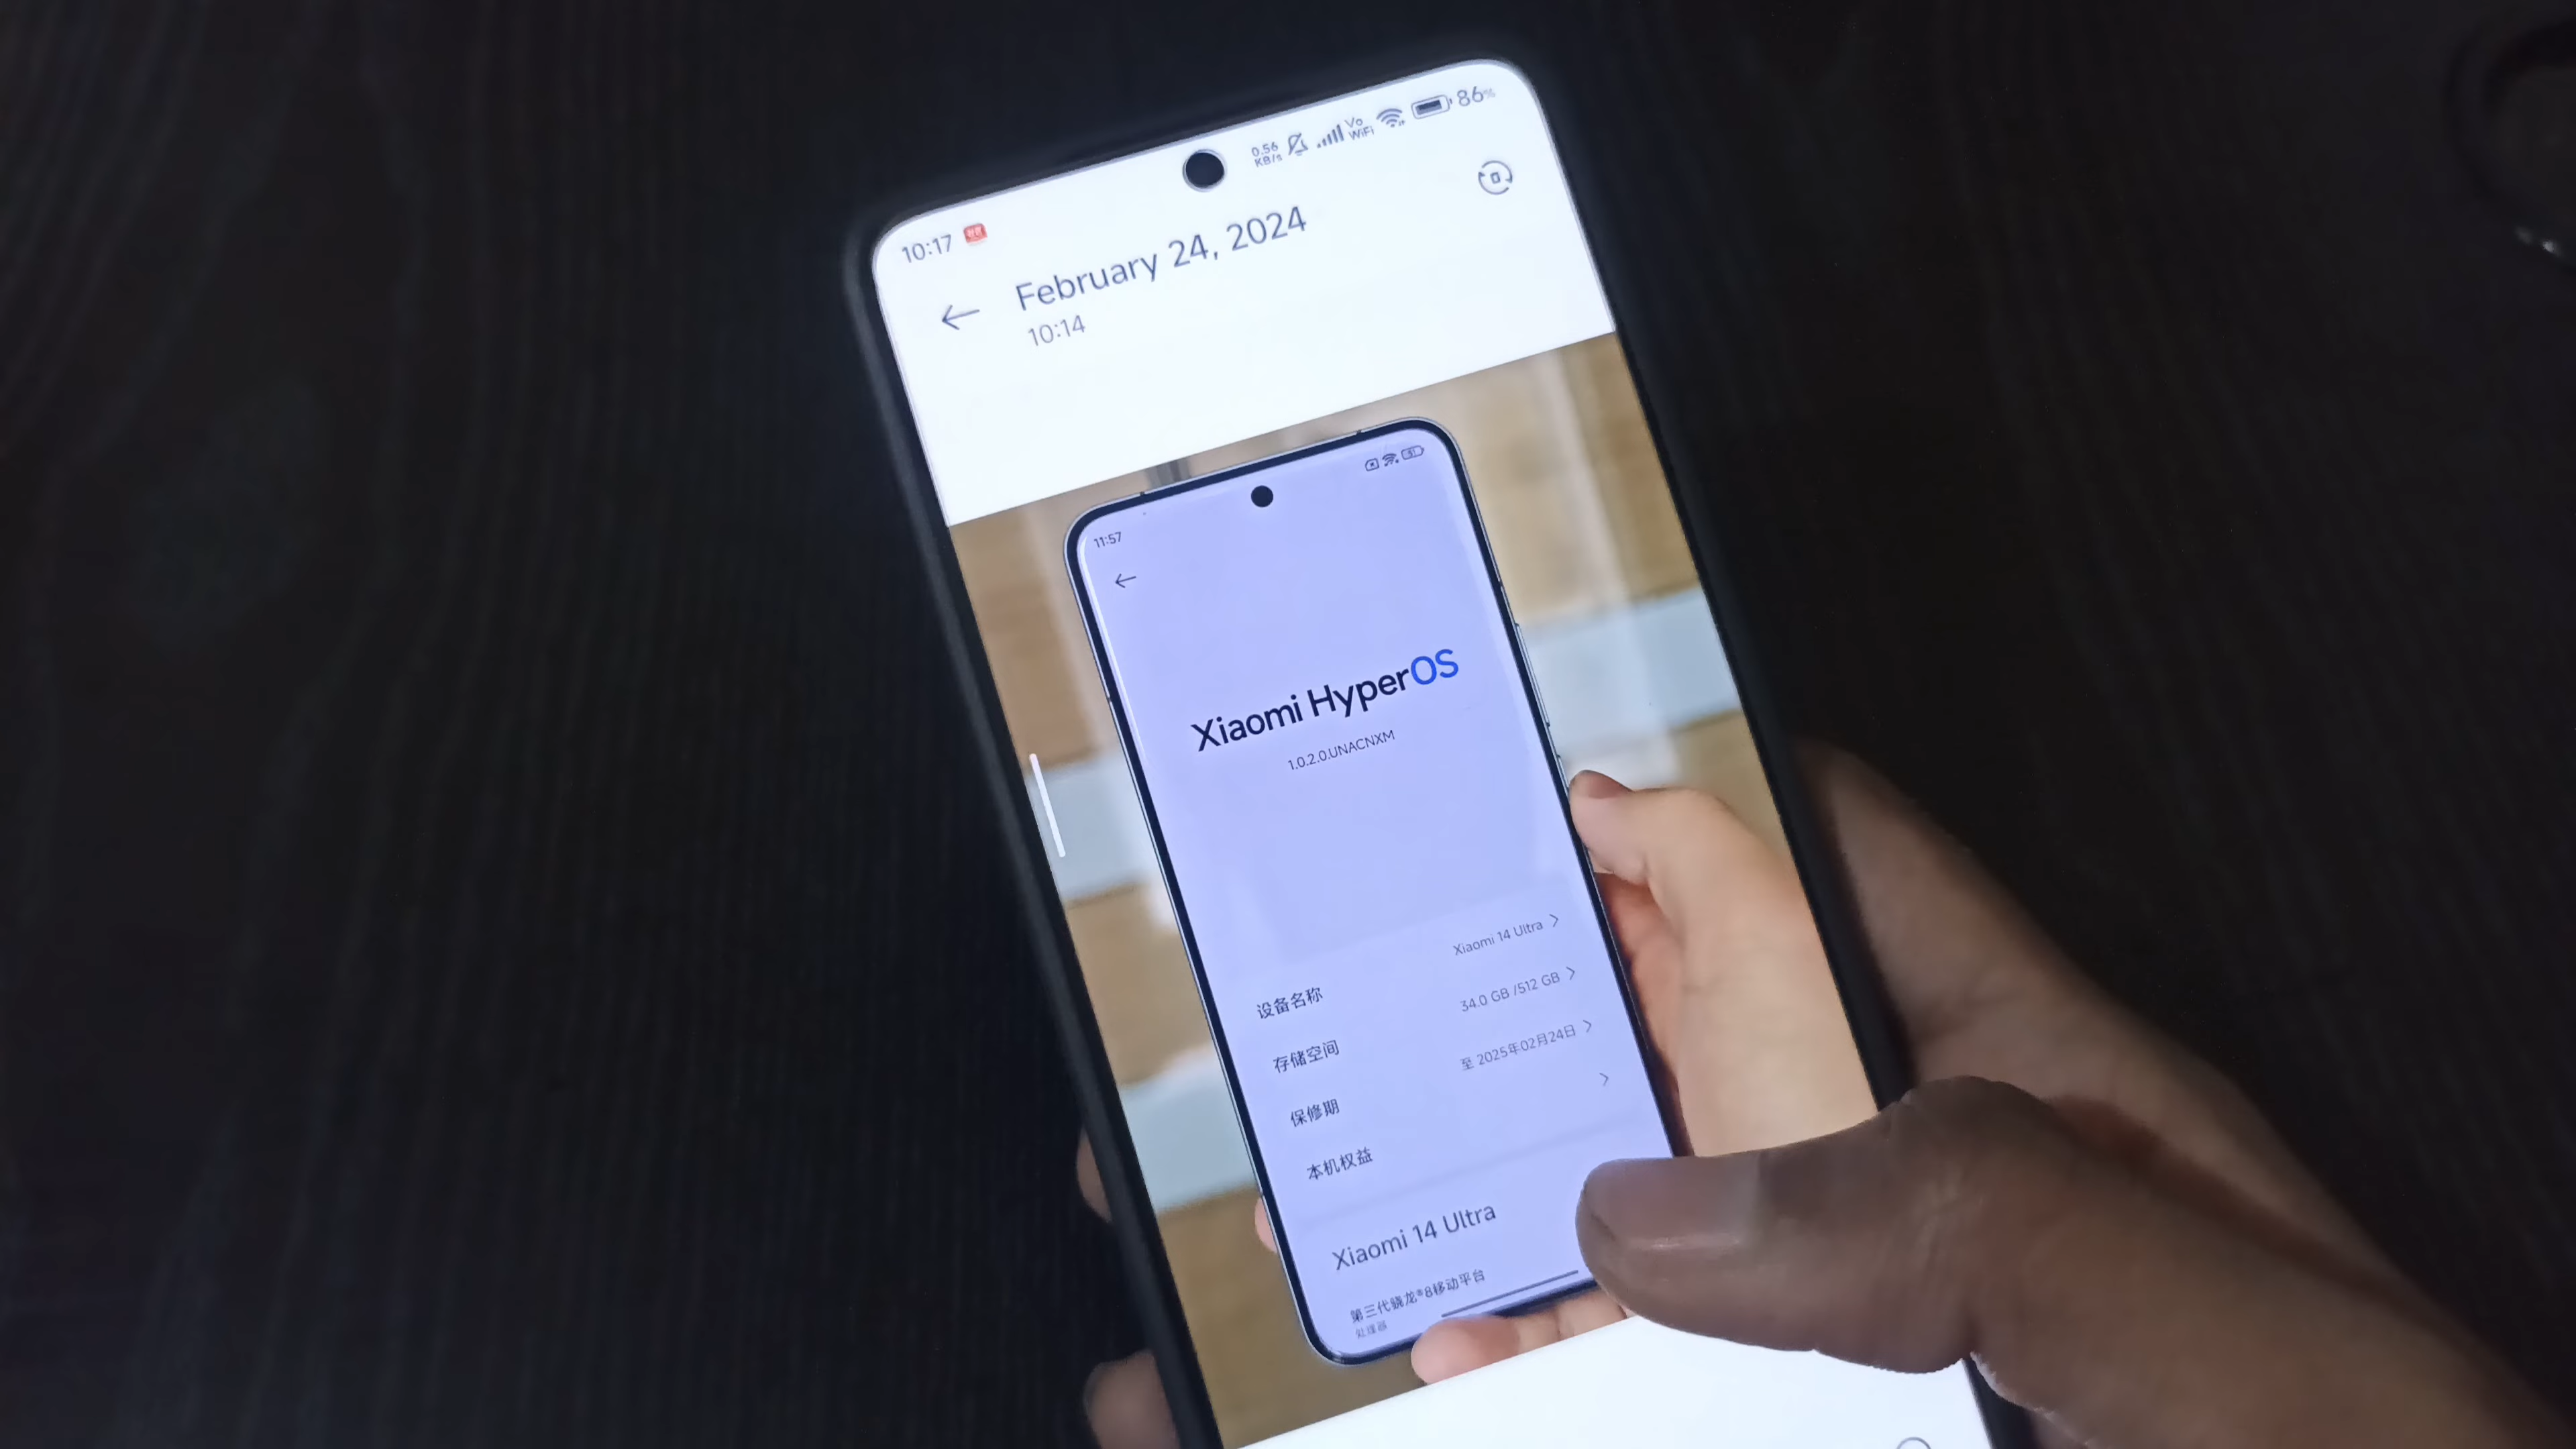 10:17
0.56 KB/s Vo WiFi 86%
February 24, 2024
10:14
11:57
Xiaomi HyperOS
1.0.2.0.UNACNXM
设备名称 Xiaomi 14 Ultra
存储空间 34.0 GB /512 GB
保修期 至 2025年02月24日
本机权益
Xiaomi 14 Ultra
第三代骁龙®8移动平台
处理器